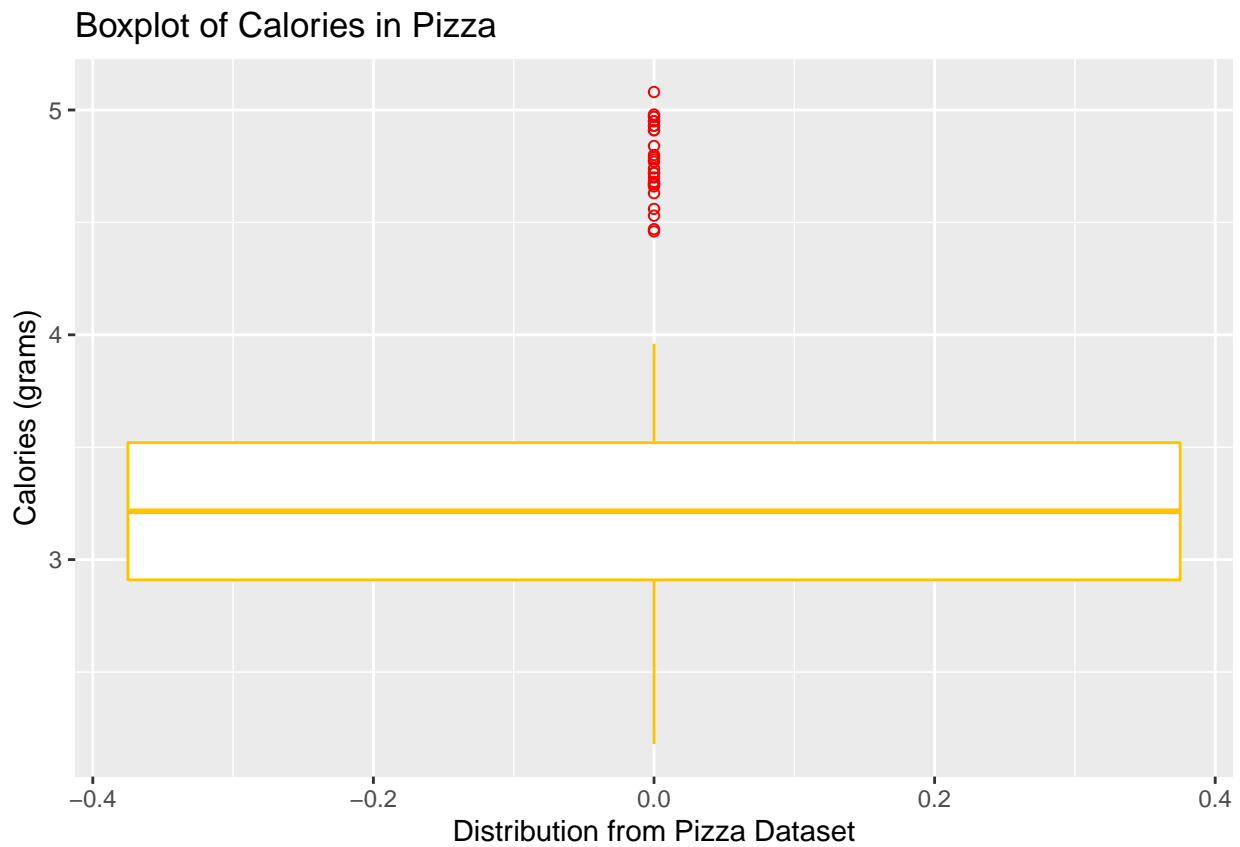 Boxplot of Calories in Pizza
5
4
3
Calories (grams)
−0.4
−0.2
0.0
0.2
0.4
Distribution from Pizza Dataset